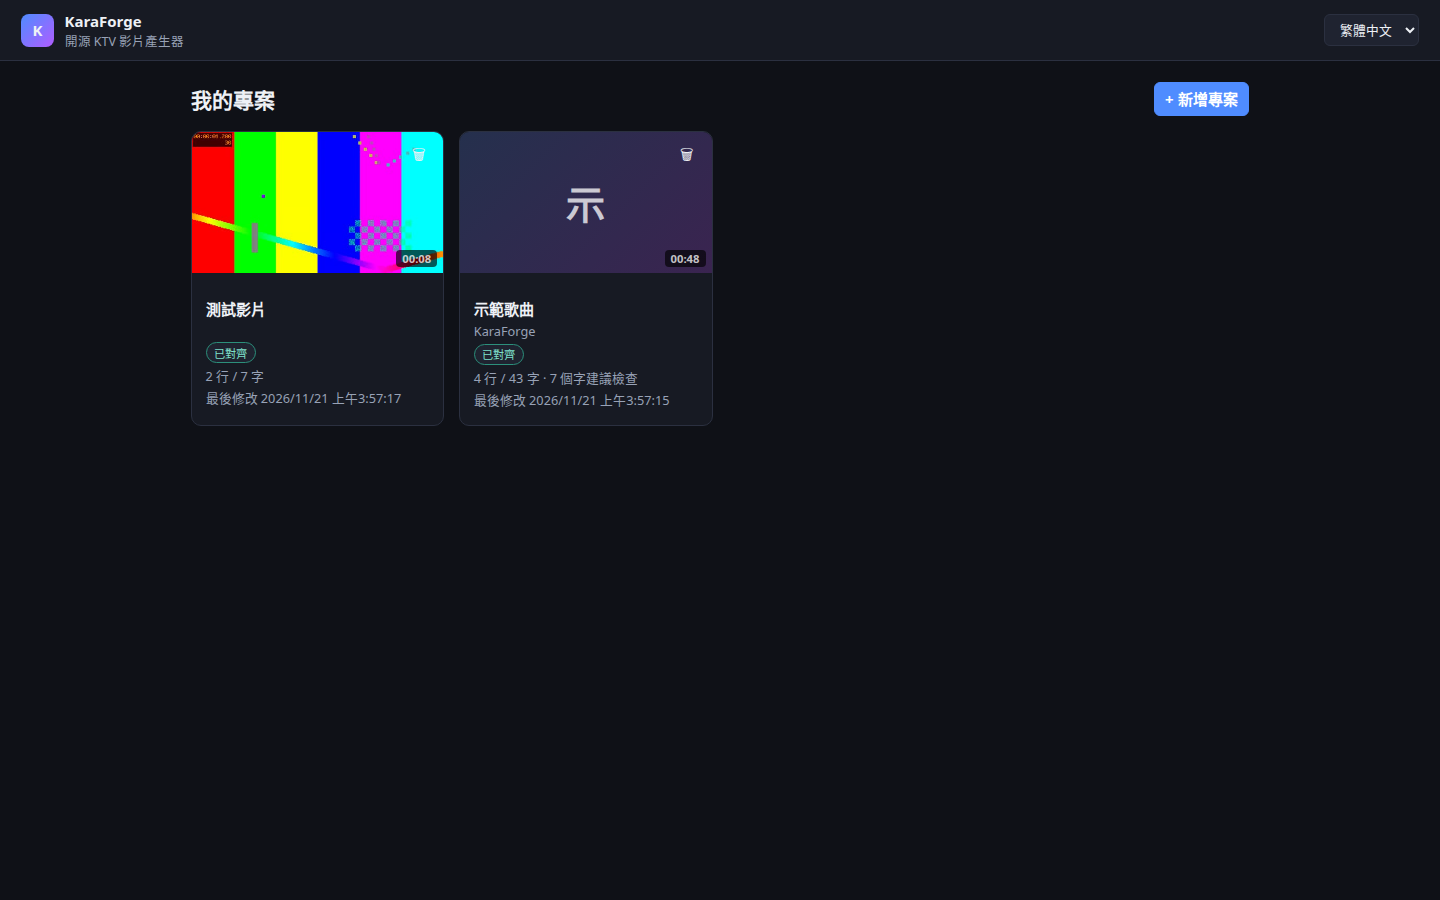 K
KaraForge
開源 KTV 影片產生器
繁體中文
我的專案
+ 新增專案
00:08
示
00:48
測試影片
已對齊
2 行 / 7 字
最後修改 2026/11/21 上午3:57:17
示範歌曲
KaraForge
已對齊
4 行 / 43 字 · 7 個字建議檢查
最後修改 2026/11/21 上午3:57:15